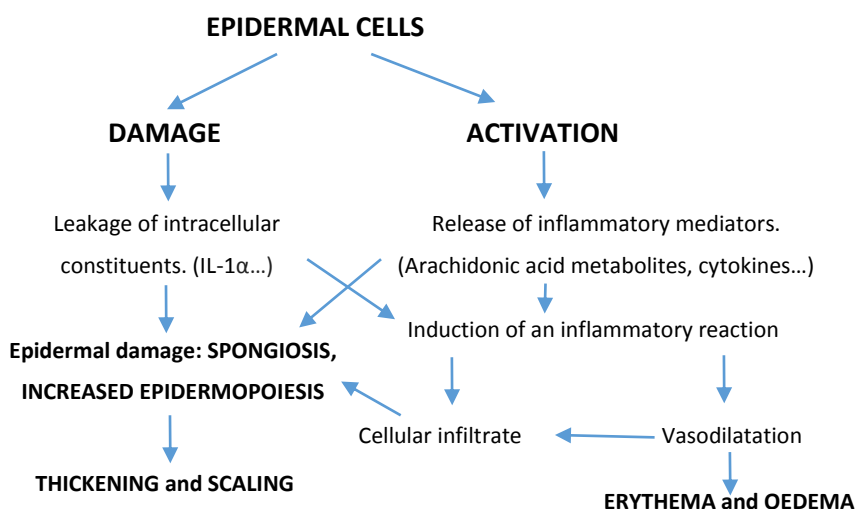 EPIDERMAL CELLS
DAMAGE
ACTIVATION
Leakage of intracellular
constituents. (IL-1α…)
Release of inflammatory mediators.
(Arachidonic acid metabolites, cytokines…)
Induction of an inflammatory reaction
Epidermal damage: SPONGIOSIS,
INCREASED EPIDERMOPOIESIS
Cellular infiltrate
Vasodilatation
THICKENING and SCALING
ERYTHEMA and OEDEMA